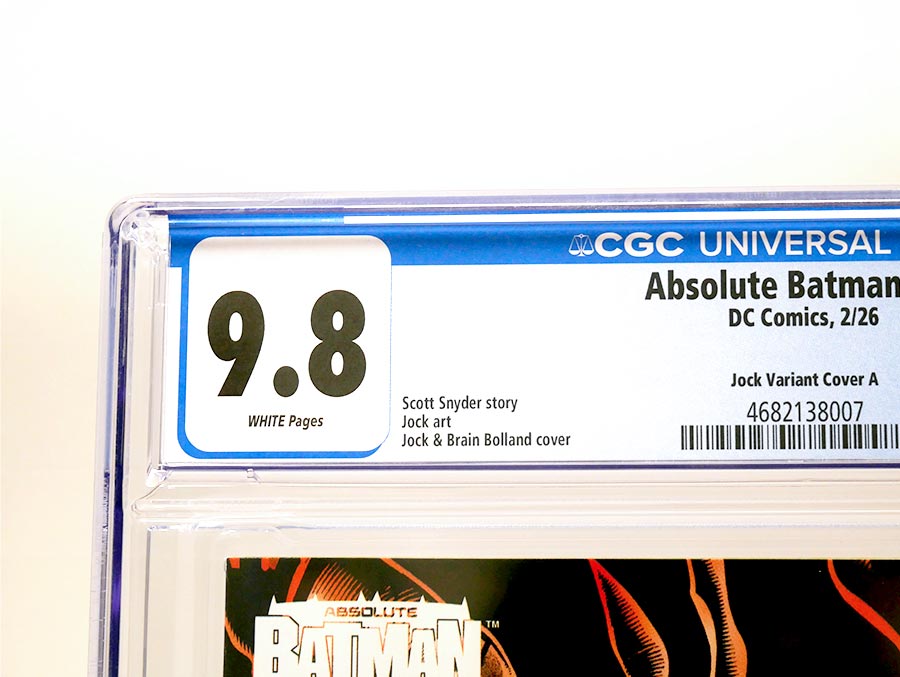 CGC UNIVERSAL
9.8
WHITE Pages
Absolute Batman
DC Comics, 2/26
Jock Variant Cover A
4682138007
Scott Snyder story
Jock art
Jock & Brain Bolland cover
ABSOLUTE
BATMAN™